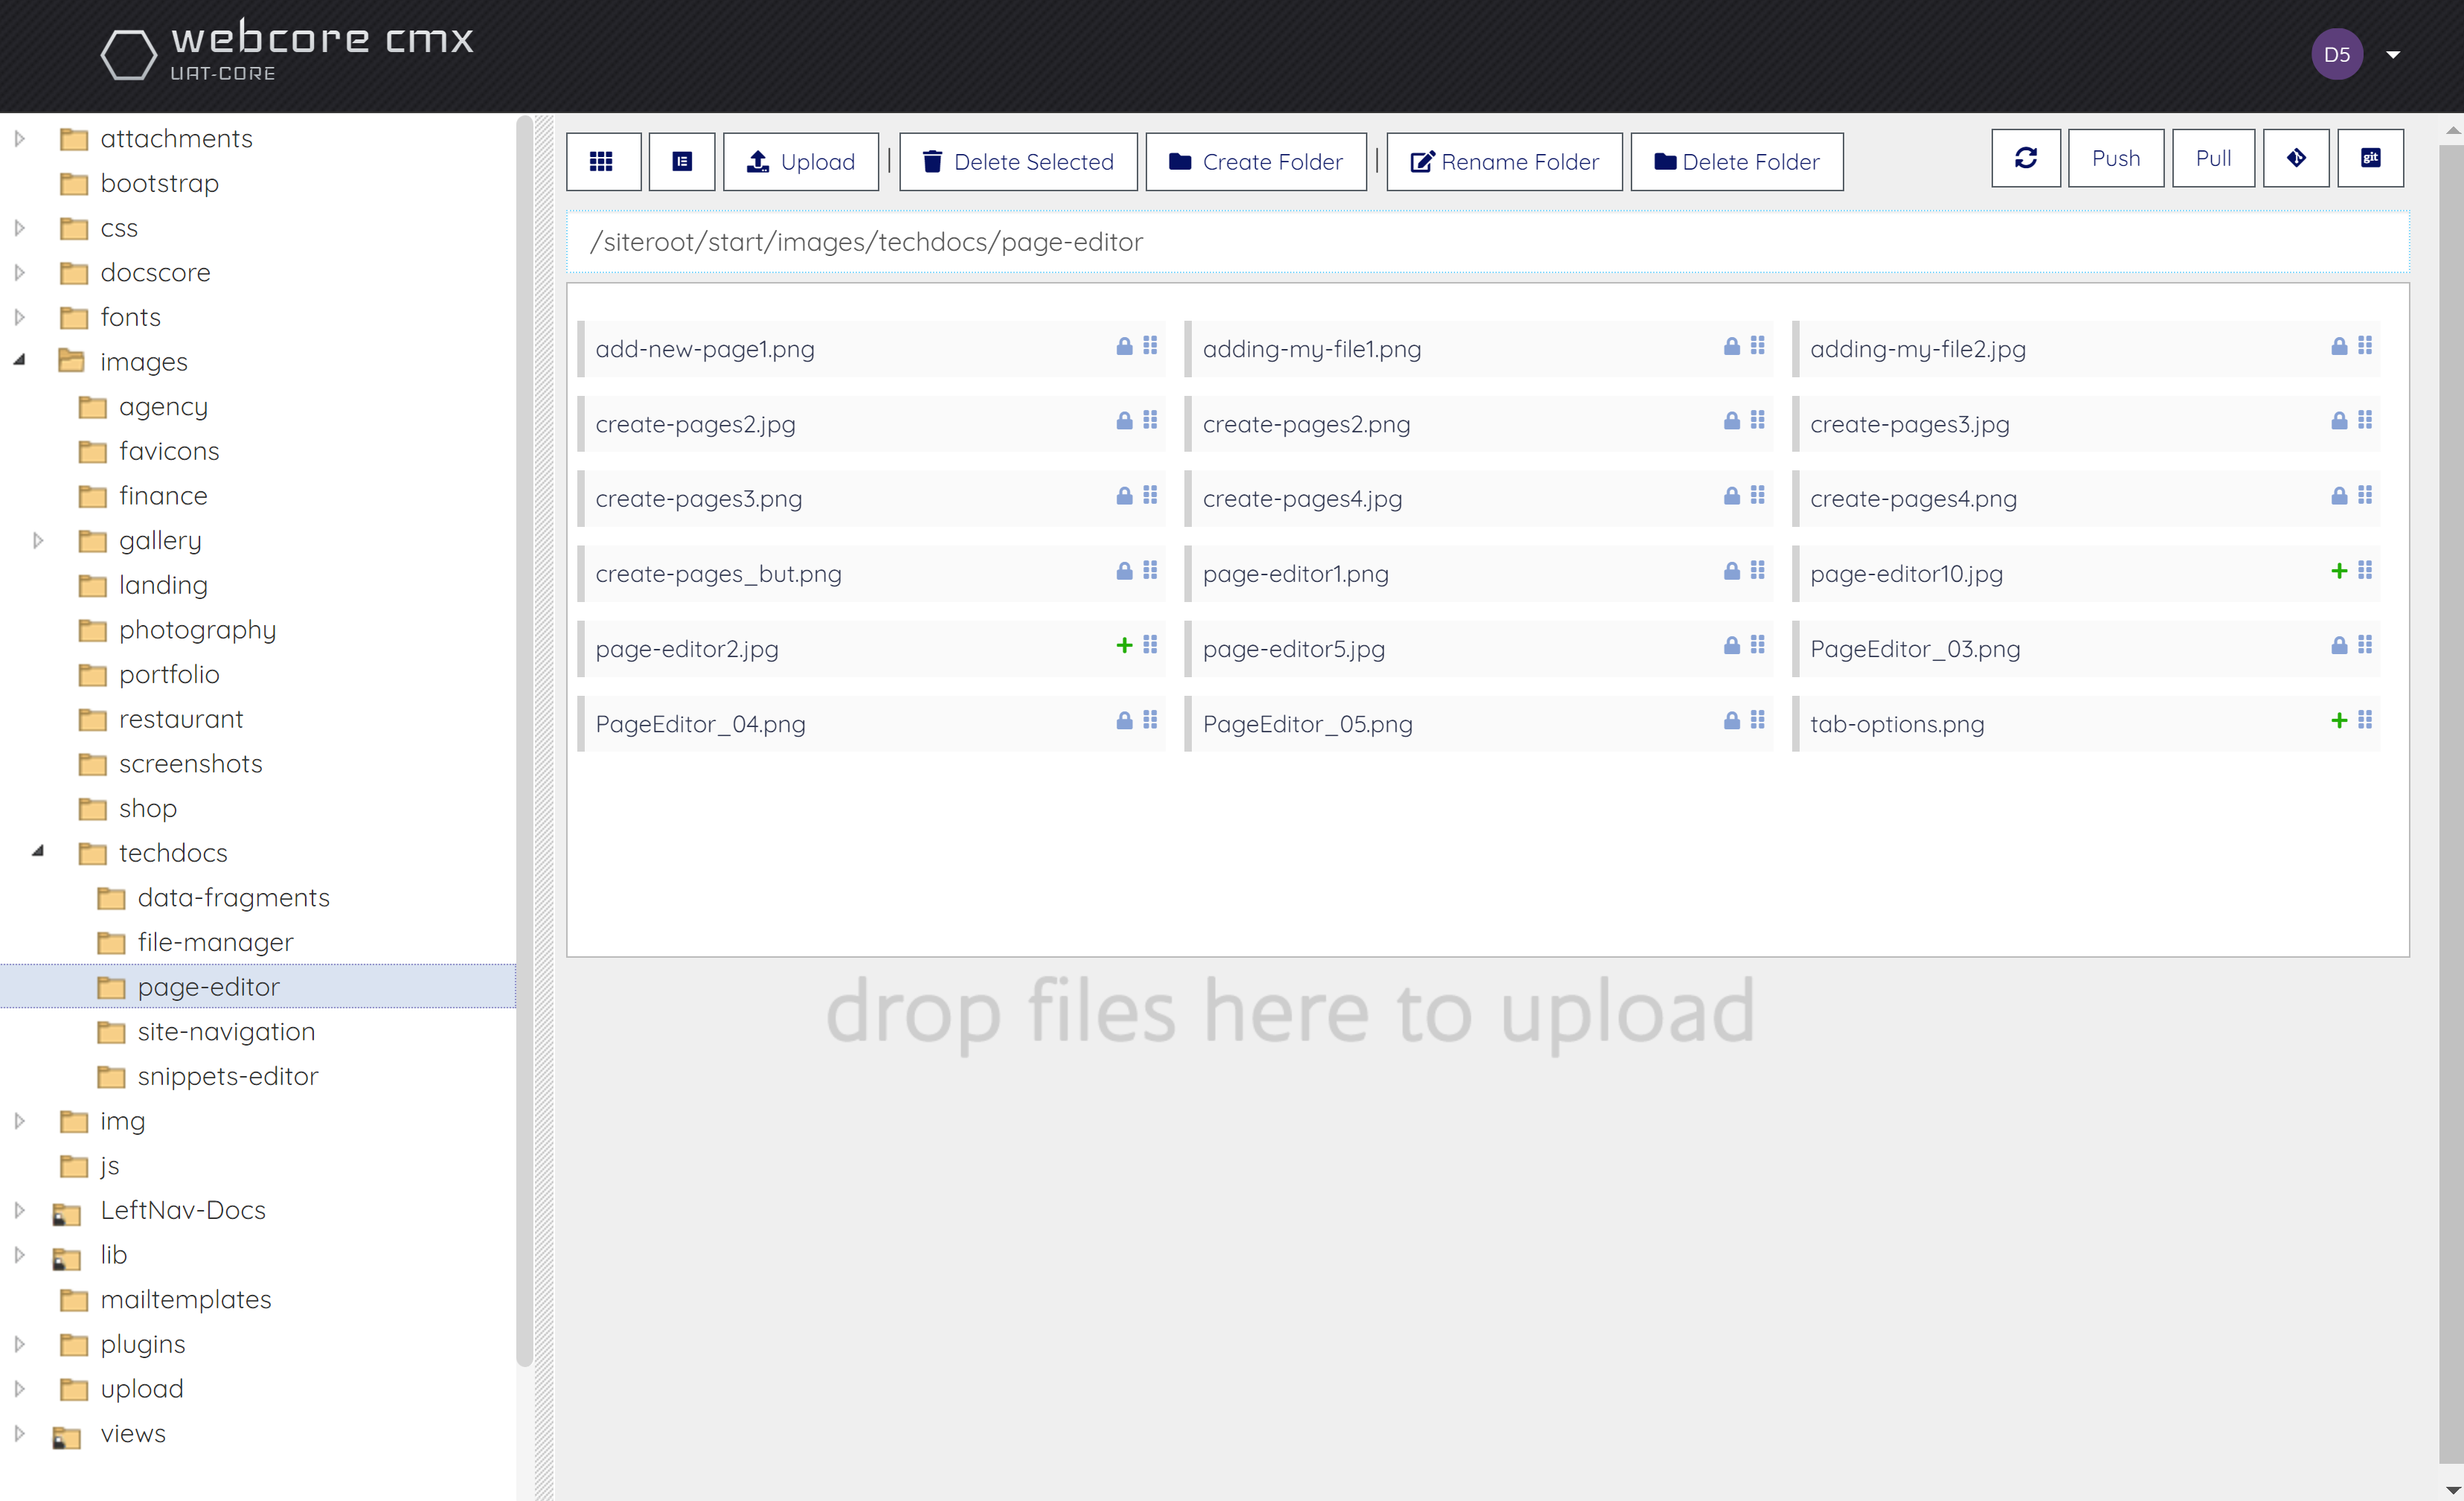 webcore cmx
UAT-CORE
D5
attachments
bootstrap
css
docscore
fonts
images
agency
favicons
finance
gallery
landing
photography
portfolio
restaurant
screenshots
shop
techdocs
data-fragments
file-manager
page-editor
site-navigation
snippets-editor
img
js
LeftNav-Docs
lib
mailtemplates
plugins
upload
views
Upload | Delete Selected Create Folder | Rename Folder Delete Folder Push Pull git
/siteroot/start/images/techdocs/page-editor
add-new-page1.png adding-my-file1.png adding-my-file2.jpg
create-pages2.jpg create-pages2.png create-pages3.jpg
create-pages3.png create-pages4.jpg create-pages4.png
create-pages_but.png page-editor1.png page-editor10.jpg
page-editor2.jpg page-editor5.jpg PageEditor_03.png
PageEditor_04.png PageEditor_05.png tab-options.png
drop files here to upload